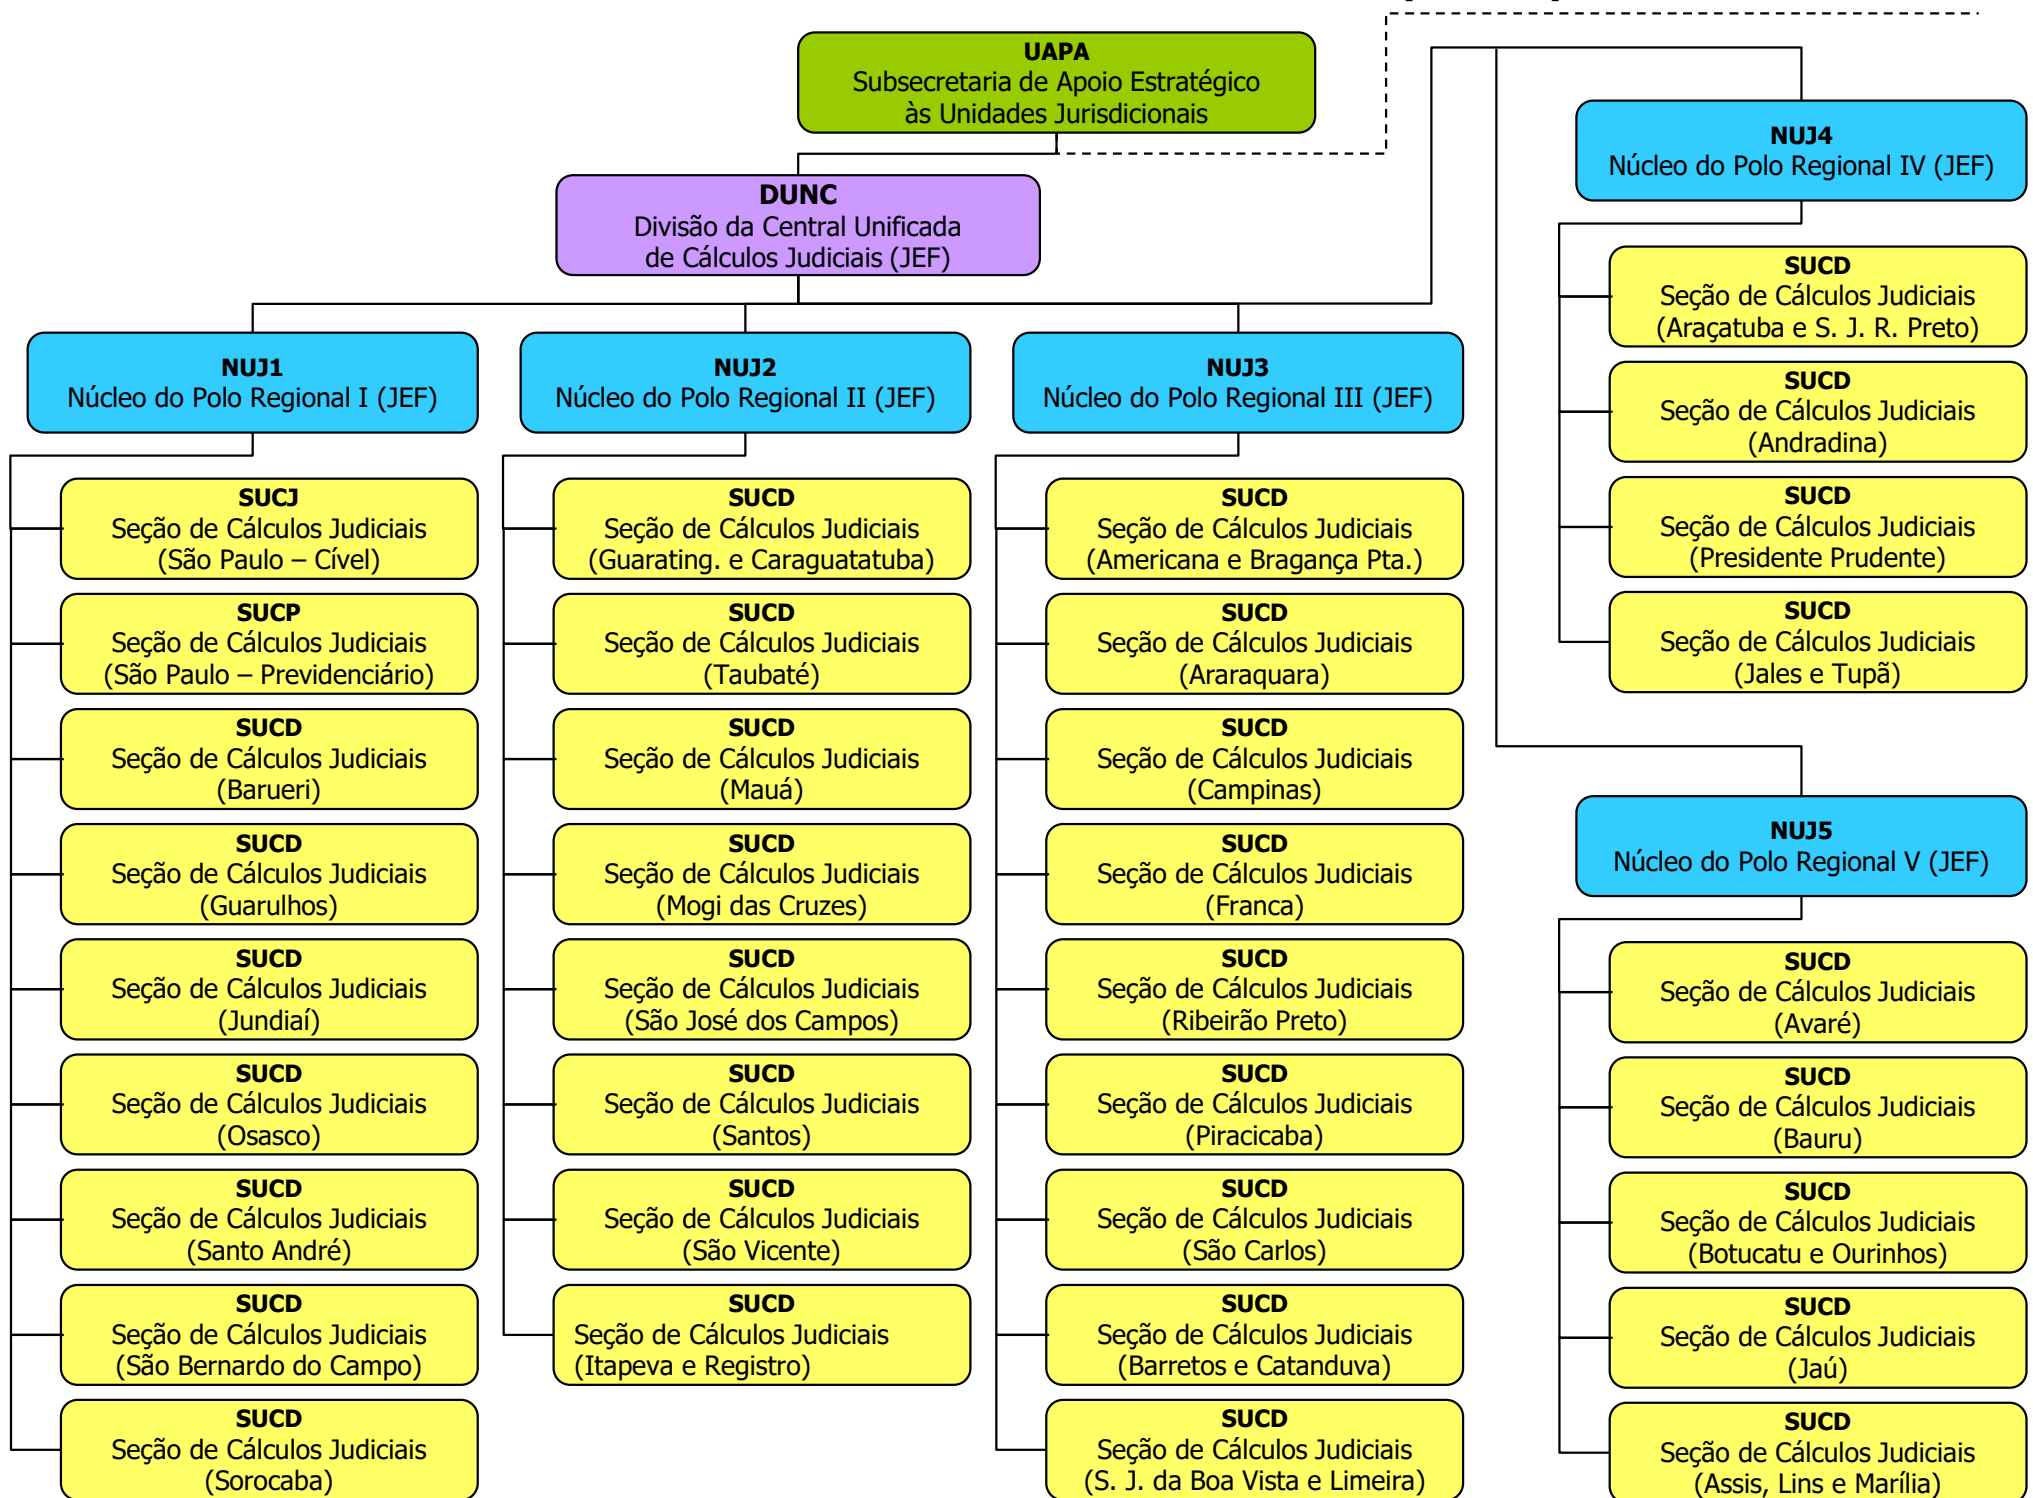 UAPA
Subsecretaria de Apoio Estratégico
às Unidades Jurisdicionais
DUNC
Divisão da Central Unificada
de Cálculos Judiciais (JEF)
NUJ1
Núcleo do Polo Regional I (JEF)
SUCJ
Seção de Cálculos Judiciais
(São Paulo – Cível)
SUCP
Seção de Cálculos Judiciais
(São Paulo – Previdenciário)
SUCD
Seção de Cálculos Judiciais
(Barueri)
SUCD
Seção de Cálculos Judiciais
(Guarulhos)
SUCD
Seção de Cálculos Judiciais
(Jundiaí)
SUCD
Seção de Cálculos Judiciais
(Osasco)
SUCD
Seção de Cálculos Judiciais
(Santo André)
SUCD
Seção de Cálculos Judiciais
(São Bernardo do Campo)
SUCD
Seção de Cálculos Judiciais
(Sorocaba)
NUJ2
Núcleo do Polo Regional II (JEF)
SUCD
Seção de Cálculos Judiciais
(Guarating. e Caraguatatuba)
SUCD
Seção de Cálculos Judiciais
(Taubaté)
SUCD
Seção de Cálculos Judiciais
(Mauá)
SUCD
Seção de Cálculos Judiciais
(Mogi das Cruzes)
SUCD
Seção de Cálculos Judiciais
(São José dos Campos)
SUCD
Seção de Cálculos Judiciais
(Santos)
SUCD
Seção de Cálculos Judiciais
(São Vicente)
SUCD
Seção de Cálculos Judiciais
(Itapeva e Registro)
NUJ3
Núcleo do Polo Regional III (JEF)
SUCD
Seção de Cálculos Judiciais
(Americana e Bragança Pta.)
SUCD
Seção de Cálculos Judiciais
(Araraquara)
SUCD
Seção de Cálculos Judiciais
(Campinas)
SUCD
Seção de Cálculos Judiciais
(Franca)
SUCD
Seção de Cálculos Judiciais
(Ribeirão Preto)
SUCD
Seção de Cálculos Judiciais
(Piracicaba)
SUCD
Seção de Cálculos Judiciais
(São Carlos)
SUCD
Seção de Cálculos Judiciais
(Barretos e Catanduva)
SUCD
Seção de Cálculos Judiciais
(S. J. da Boa Vista e Limeira)
NUJ4
Núcleo do Polo Regional IV (JEF)
SUCD
Seção de Cálculos Judiciais
(Araçatuba e S. J. R. Preto)
SUCD
Seção de Cálculos Judiciais
(Andradina)
SUCD
Seção de Cálculos Judiciais
(Presidente Prudente)
SUCD
Seção de Cálculos Judiciais
(Jales e Tupã)
NUJ5
Núcleo do Polo Regional V (JEF)
SUCD
Seção de Cálculos Judiciais
(Avaré)
SUCD
Seção de Cálculos Judiciais
(Bauru)
SUCD
Seção de Cálculos Judiciais
(Botucatu e Ourinhos)
SUCD
Seção de Cálculos Judiciais
(Jaú)
SUCD
Seção de Cálculos Judiciais
(Assis, Lins e Marília)